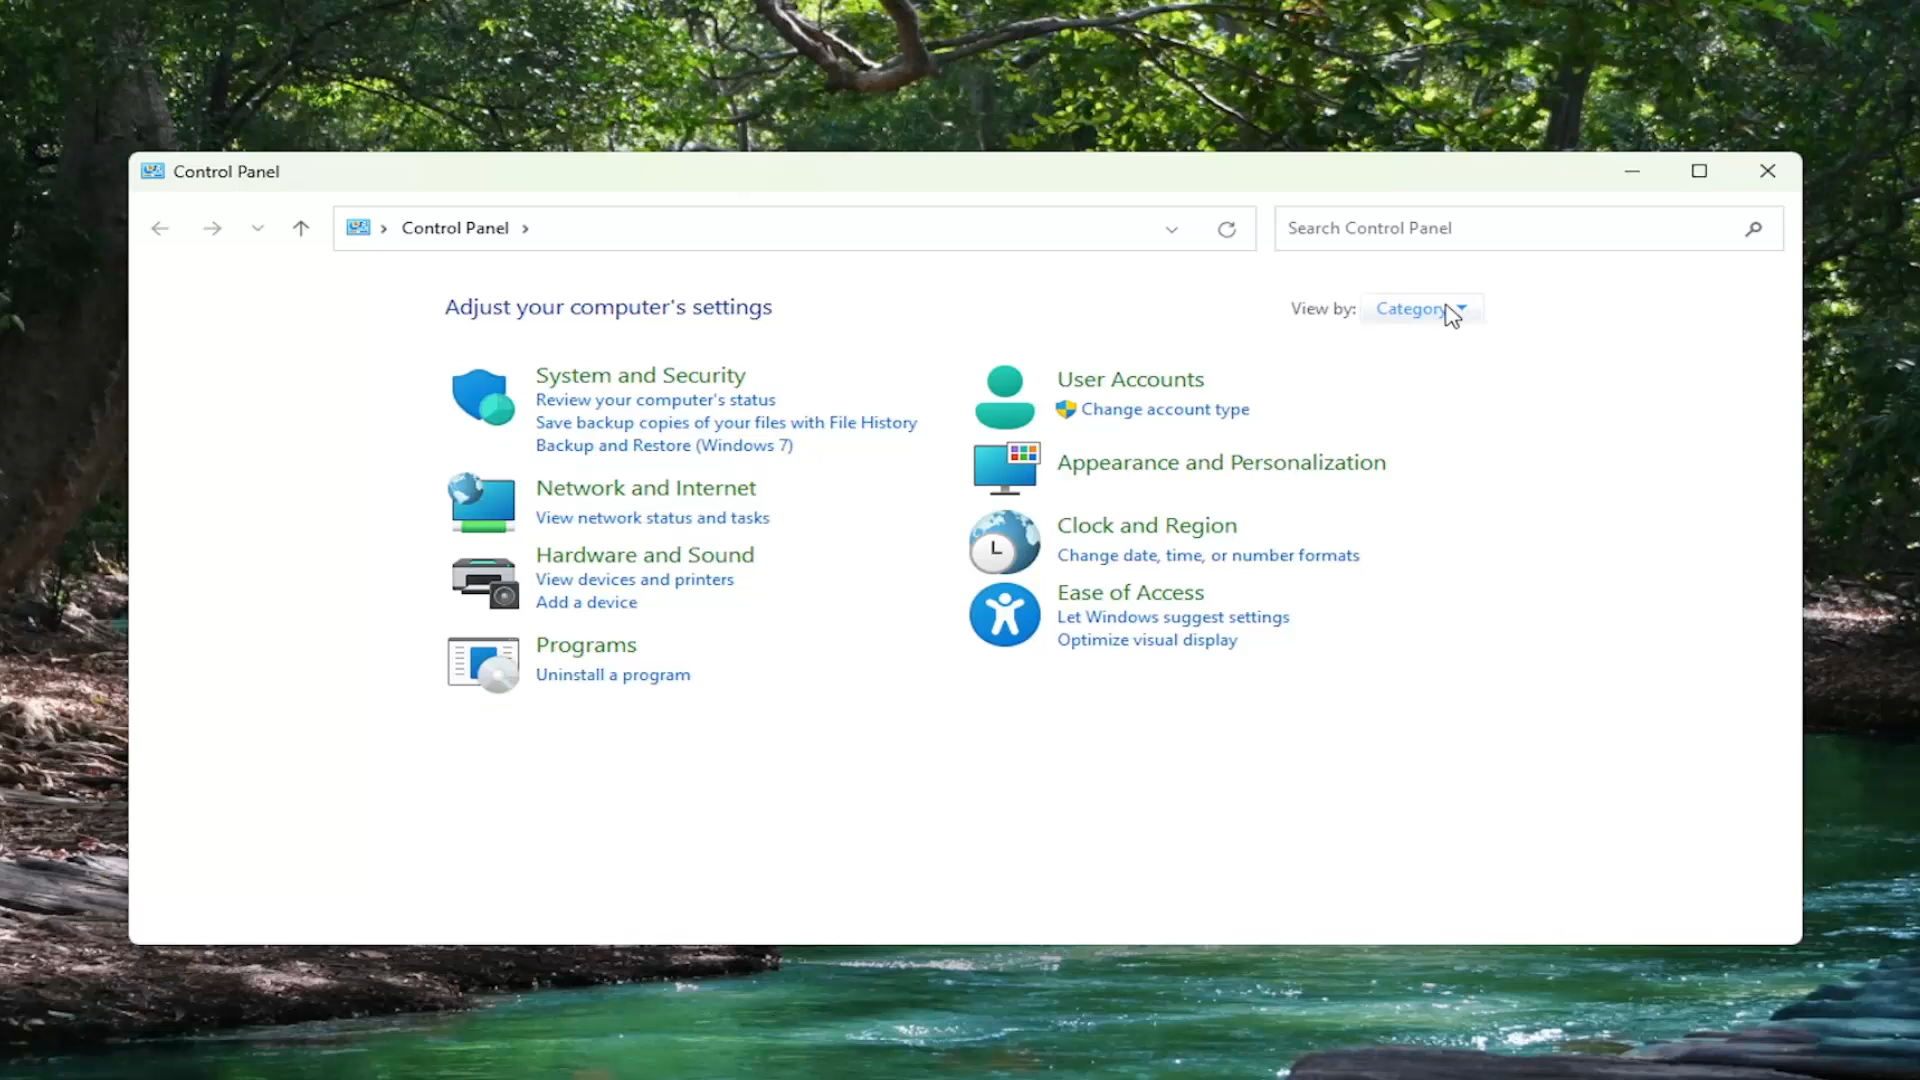 Control Panel
Control Panel
Search Control Panel
Adjust your computer's settings
View by: Category
System and Security
Review your computer's status
Save backup copies of your files with File History
Backup and Restore (Windows 7)
Network and Internet
View network status and tasks
Hardware and Sound
View devices and printers
Add a device
Programs
Uninstall a program
User Accounts
Change account type
Appearance and Personalization
Clock and Region
Change date, time, or number formats
Ease of Access
Let Windows suggest settings
Optimize visual display